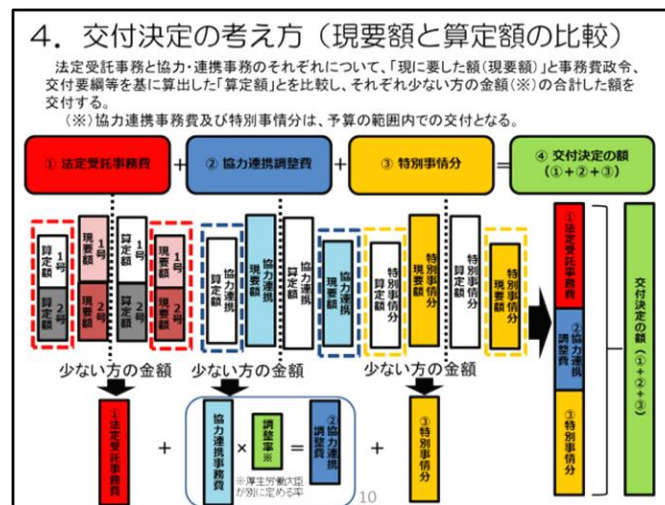 4．交付決定の考え方（現要額と算定額の比較）
法定受託事務と協力・連携事務のそれぞれについて、「現に要した額（現要額）」と事務費政令、
交付要綱等を基に算出した「算定額」とを比較し、それぞれ少ない方の金額（※）の合計した額を
交付する。
（※）協力連携事務費及び特別事情分は、予算の範囲内での交付となる。
① 法定受託事務費
+
② 協力連携調整費
+
③ 特別事情分
=
④ 交付決定の額
（①+②+③）
1号
算定額
2号
算定額
1号
現要額
2号
現要額
1号
算定額
2号
算定額
1号
現要額
2号
現要額
協力連携
算定額
協力連携
現要額
協力連携
算定額
協力連携
現要額
特別事情分
算定額
特別事情分
現要額
特別事情分
算定額
特別事情分
現要額
①法定受託事務費
②協力連携
調整費
③特別事情分
交付決定の額（①+②+③）
少ない方の金額
少ない方の金額
少ない方の金額
①法定受託事務費
+
協力連携事務費
×
調整率※
=
②協力連携
調整費
+
③特別事情分
※厚生労働大臣
が別に定める率
10